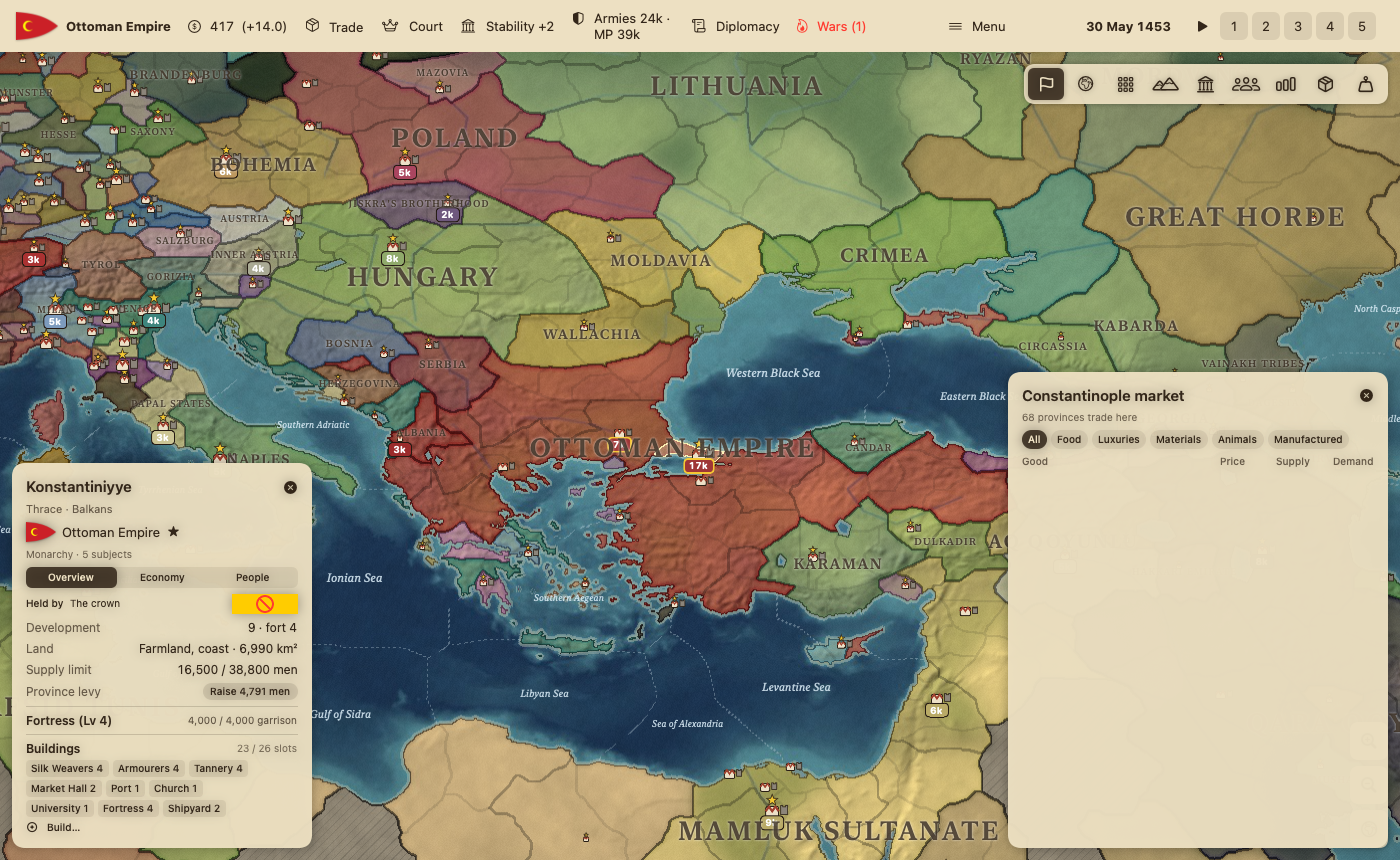 Ottoman Empire
417 (+14.0)
Trade
Court
Stability +2
Armies 24k · MP 39k
Diplomacy
Wars (1)
Menu
30 May 1453
1 2 3 4 5
BRANDENBURG
MAZOVIA
LITHUANIA
RYAZAN
MUNSTER
HESSE
SAXONY
POLAND
BOHEMIA
6k
5k
JISKRA'S BROTHERHOOD
2k
GREAT HORDE
AUSTRIA
SALZBURG
INNER AUSTRIA
3k
TYROL
4k
8k
GORIZIA
HUNGARY
MOLDAVIA
CRIMEA
MILAN
VENICE
5k
4k
North Casp
KABARDA
WALLACHIA
BOSNIA
CIRCASSIA
SERBIA
VAINAKH TRIBES
Western Black Sea
HERZEGOVINA
Eastern Black
PAPAL STATES
Southern Adriatic
3k
ALBANIA
3k
OTTOMAN EMPIRE
7
17k
CANDAR
NAPLES
DULKADIR
KARAMAN
Ionian Sea
Southern Aegean
Libyan Sea
Levantine Sea
Gulf of Sidra
Sea of Alexandria
6k
MAMLUK SULTANATE
Konstantiniyye
Thrace · Balkans
Ottoman Empire ★
Monarchy · 5 subjects
Overview Economy People
Held by The crown
Development 9 · fort 4
Land Farmland, coast · 6,990 km²
Supply limit 16,500 / 38,800 men
Province levy Raise 4,791 men
Fortress (Lv 4) 4,000 / 4,000 garrison
Buildings 23 / 26 slots
Silk Weavers 4 Armourers 4 Tannery 4
Market Hall 2 Port 1 Church 1
University 1 Fortress 4 Shipyard 2
Build...
Constantinople market
68 provinces trade here
All Food Luxuries Materials Animals Manufactured
Good Price Supply Demand